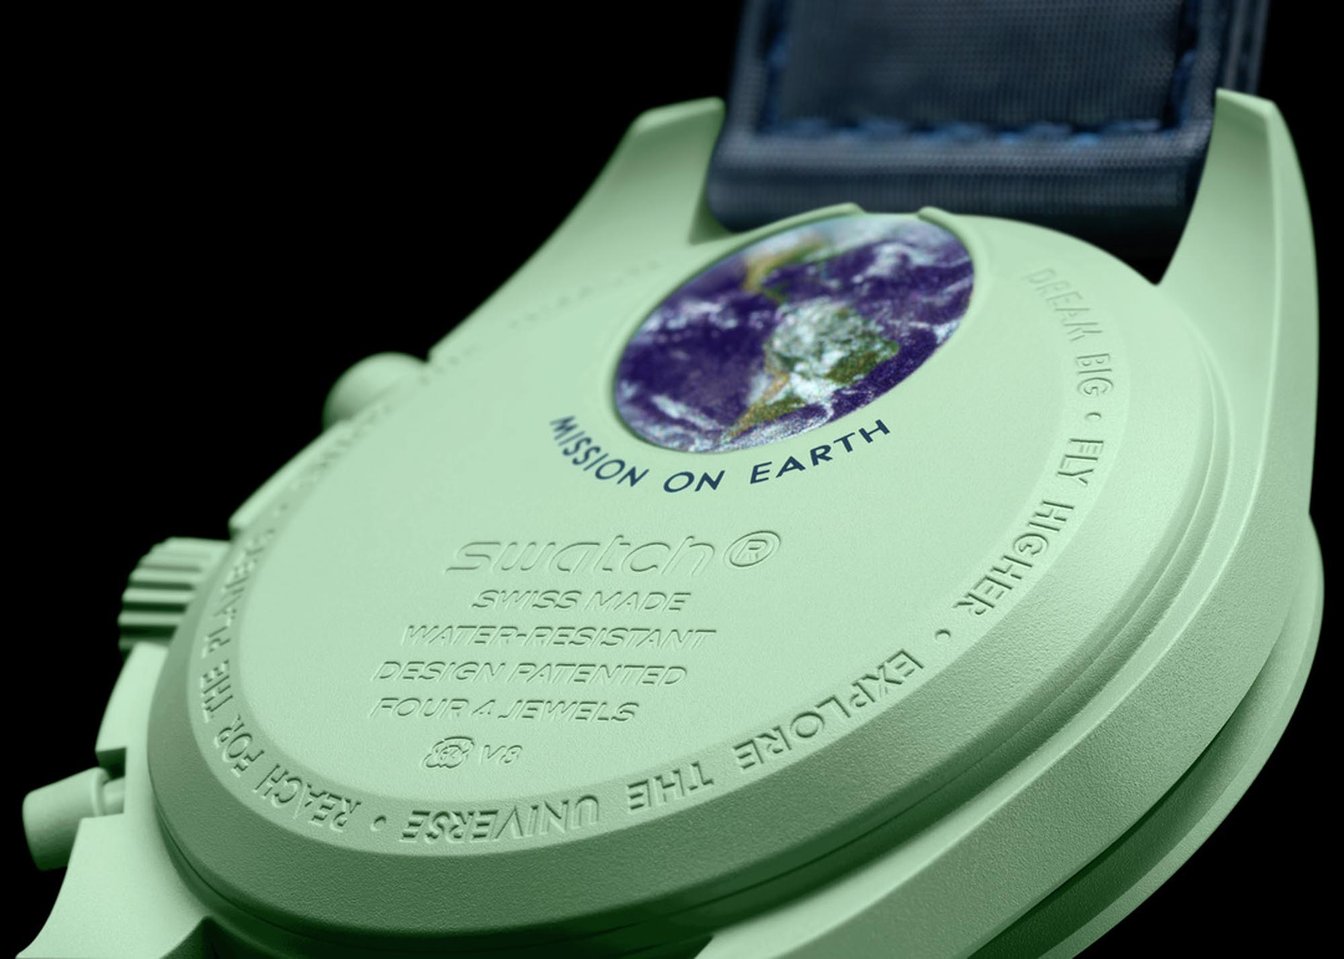 MISSION ON EARTH
swatch®
SWISS MADE
WATER-RESISTANT
DESIGN PATENTED
FOUR 4 JEWELS
V8
DREAM BIG • FLY HIGHER • EXPLORE THE UNIVERSE • REACH FOR THE PLANETS